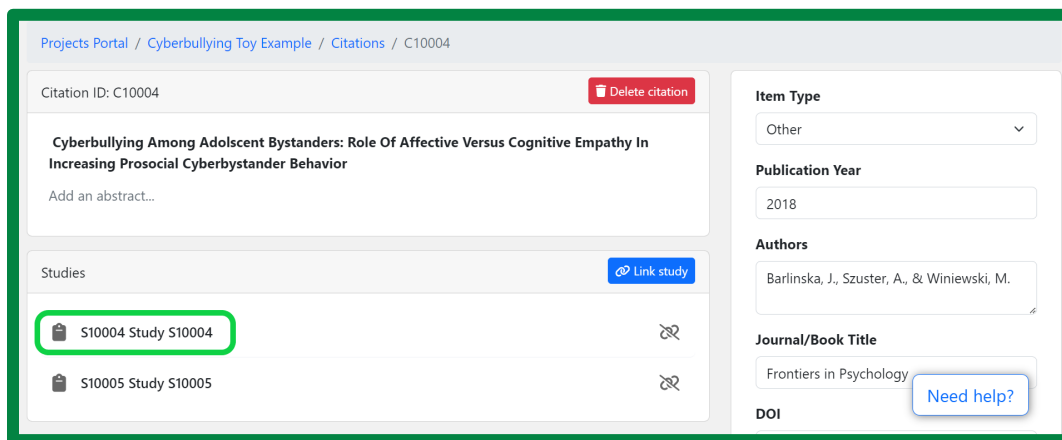 Projects Portal / Cyberbullying Toy Example / Citations / C10004
Citation ID: C10004
Delete citation
Cyberbullying Among Adolscent Bystanders: Role Of Affective Versus Cognitive Empathy In
Increasing Prosocial Cyberbystander Behavior
Add an abstract...
Studies
Link study
S10004 Study S10004
S10005 Study S10005
Item Type
Other
Publication Year
2018
Authors
Barlinska, J., Szuster, A., & Winiewski, M.
Journal/Book Title
Frontiers in Psychology
Need help?
DOI